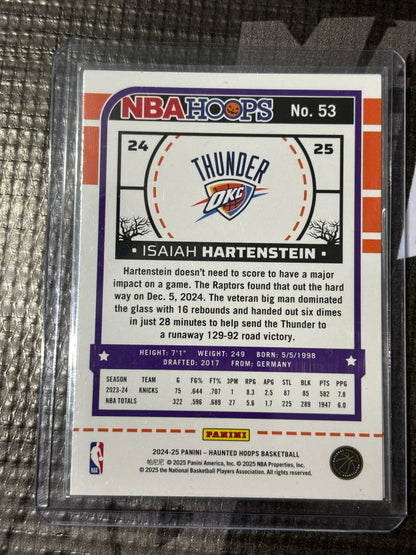 NBA HOOPS No. 53
24 25
THUNDER
OKC
• ISAIAH HARTENSTEIN •
Hartenstein doesn't need to score to have a major
impact on a game. The Raptors found that out the hard
way on Dec. 5, 2024. The veteran big man dominated
the glass with 16 rebounds and handed out six dimes
in just 28 minutes to help send the Thunder to
a runaway 129-92 road victory.
HEIGHT: 7'1" WEIGHT: 249 BORN: 5/5/1998
DRAFTED: 2017 FROM: GERMANY
SEASON TEAM G FG% FT% 3PM RPG APG STL BLK PTS PPG
2023-24 KNICKS 75 .644 .707 1 8.3 2.5 87 85 582 7.8
NBA TOTALS 322 .596 .689 27 5.6 1.7 225 289 1947 6.0
PANINI
NBA
2024-25 PANINI – HAUNTED HOOPS BASKETBALL
帕尼尼 © 2025 Panini America, Inc. © 2025 NBA Properties, Inc.
© 2025 the National Basketball Players Association. All rights reserved.